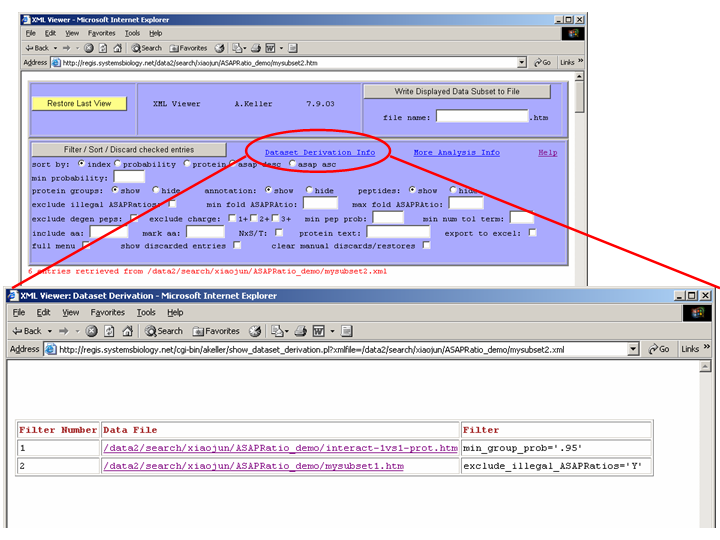 XML Viewer - Microsoft Internet Explorer
File Edit View Favorites Tools Help
Back Search Favorites
Address http://regis.systemsbiology.net/data2/search/xiaojun/ASAPRatio_demo/mysubset2.htm Go Links »
Restore Last View XML Viewer A.Keller 7.9.03 Write Displayed Data Subset to File
file name: .htm
Filter / Sort / Discard checked entries Dataset Derivation Info More Analysis Info Help
sort by: index probability protein asap desc asap asc
min probability:
protein groups: show hide annotation: show hide peptides: show hide
exclude illegal ASAPRatios: min fold ASAPRatio: max fold ASAPRatio:
exclude degen peps: exclude charge: 1+ 2+ 3+ min pep prob: min num tol term:
include aa: mark aa: NxS/T: protein text: export to excel:
full menu show discarded entries clear manual discards/restores
6 entries retrieved from /data2/search/xiaojun/ASAPRatio_demo/mysubset2.xml
XML Viewer: Dataset Derivation - Microsoft Internet Explorer
File Edit View Favorites Tools Help
Back Search Favorites
Address http://regis.systemsbiology.net/cgi-bin/akeller/show_dataset_derivation.pl?xmlfile=/data2/search/xiaojun/ASAPRatio_demo/mysubset2.xml Go Links »
Filter Number Data File Filter
1 /data2/search/xiaojun/ASAPRatio_demo/interact-1vs1-prot.htm min_group_prob='.95'
2 /data2/search/xiaojun/ASAPRatio_demo/mysubset1.htm exclude_illegal_ASAPRatios='Y'